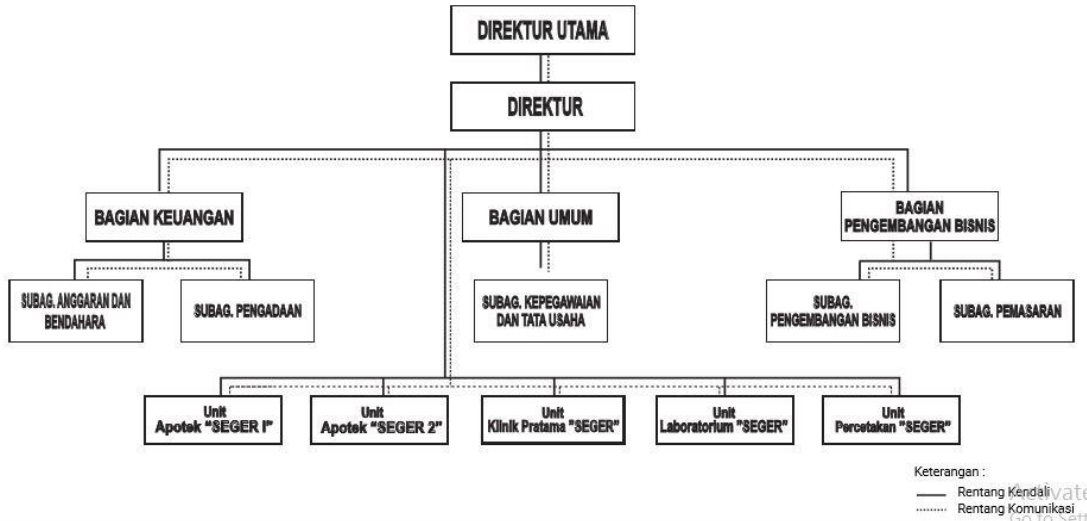 DIREKTUR UTAMA
DIREKTUR
BAGIAN KEUANGAN
BAGIAN UMUM
BAGIAN
PENGEMBANGAN BISNIS
SUBAG. ANGGARAN DAN
BENDAHARA
SUBAG. PENGADAAN
SUBAG. KEPEGAWAIAN
DAN TATA USAHA
SUBAG.
PENGEMBANGAN BISNIS
SUBAG. PEMASARAN
Unit
Apotek “SEGER I”
Unit
Apotek “SEGER 2”
Unit
Klinik Pratama ”SEGER”
Unit
Laboratorium ”SEGER”
Unit
Percetakan ”SEGER”
Keterangan :
Rentang Kendali
Rentang Komunikasi